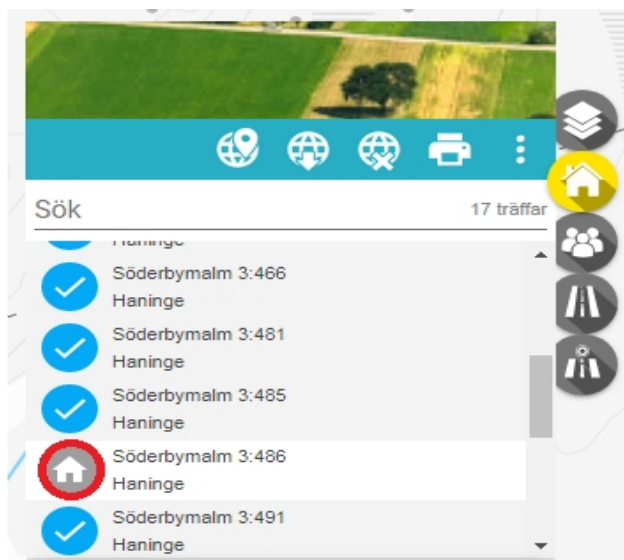 Sök
17 träffar
Haninge
Söderbymalm 3:466
Haninge
Söderbymalm 3:481
Haninge
Söderbymalm 3:485
Haninge
Söderbymalm 3:486
Haninge
Söderbymalm 3:491
Haninge